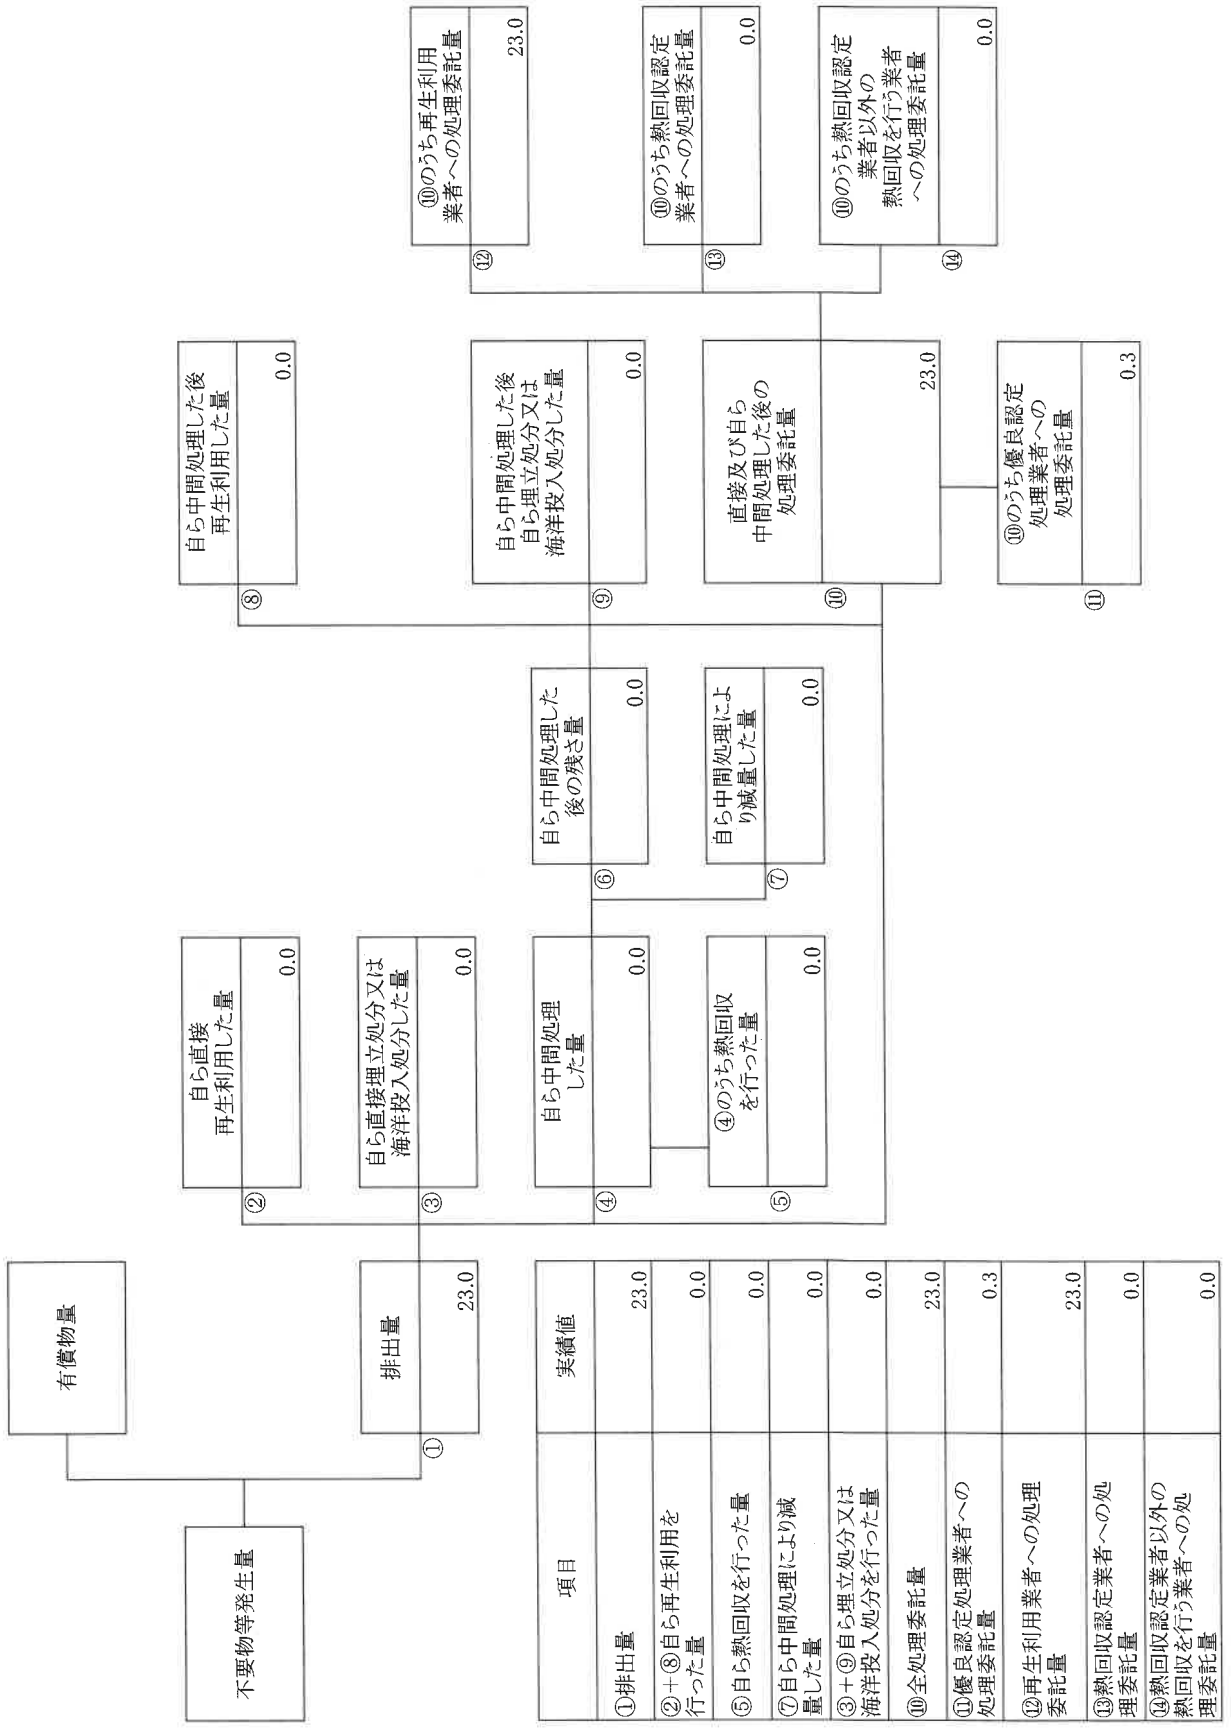 有償物量
不要物等発生量
①
排出量
23.0
②
自ら直接
再生利用した量
0.0
③
自ら直接埋立処分又は
海洋投入処分した量
0.0
④
自ら中間処理
した量
0.0
⑤
④のうち熱回収
を行った量
0.0
⑥
自ら中間処理した
後の残さ量
0.0
⑦
自ら中間処理によ
り減量した量
0.0
⑧
自ら中間処理した後
再生利用した量
0.0
⑨
自ら中間処理した後
自ら埋立処分又は
海洋投入処分した量
0.0
⑩
直接及び自ら
中間処理した後の
処理委託量
23.0
⑪
⑩のうち優良認定
処理業者への
処理委託量
0.3
⑫
⑩のうち再生利用
業者への処理委託量
23.0
⑬
⑩のうち熱回収認定
業者への処理委託量
0.0
⑭
⑩のうち熱回収認定
業者以外の
熱回収を行う業者
への処理委託量
0.0
項目 実績値
①排出量 23.0
②＋⑧自ら再生利用を
行った量 0.0
⑤自ら熱回収を行った量 0.0
⑦自ら中間処理により減
量した量 0.0
③＋⑨自ら埋立処分又は
海洋投入処分を行った量 0.0
⑩全処理委託量 23.0
⑪優良認定処理業者への
処理委託量 0.3
⑫再生利用業者への処理
委託量 23.0
⑬熱回収認定業者への処
理委託量 0.0
⑭熱回収認定業者以外の
熱回収を行う業者への処
理委託量 0.0